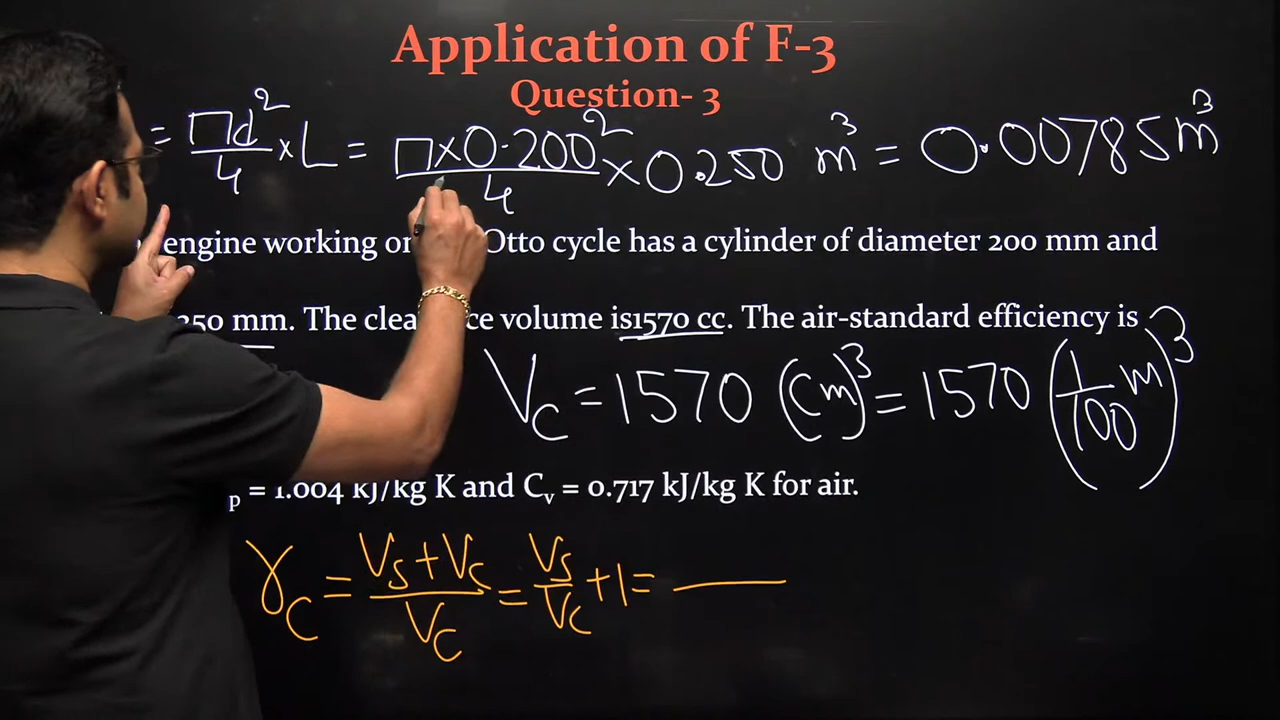 Application of F-3
Question- 3
= πd²/4 × L = π×0.200²/4 × 0.250 m³ = 0.00785 m³
engine working on Otto cycle has a cylinder of diameter 200 mm and
250 mm. The clearance volume is1570 cc. The air-standard efficiency is
Vc = 1570 (cm)³ = 1570 (1/100 m)³
p = 1.004 kJ/kg K and Cv = 0.717 kJ/kg K for air.
γc = Vs+Vc/Vc = Vs/Vc + 1 =